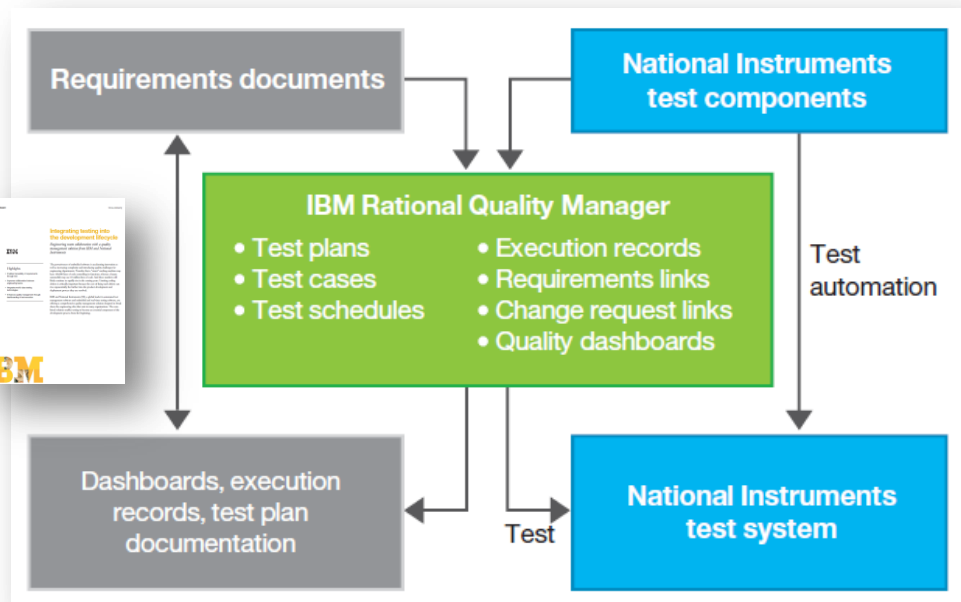 Requirements documents
National Instruments
test components
IBM Rational Quality Manager
• Test plans
• Test cases
• Test schedules
• Execution records
• Requirements links
• Change request links
• Quality dashboards
Test
automation
Integrating testing into
the development lifecycle
IBM
Dashboards, execution
records, test plan
documentation
Test
National Instruments
test system